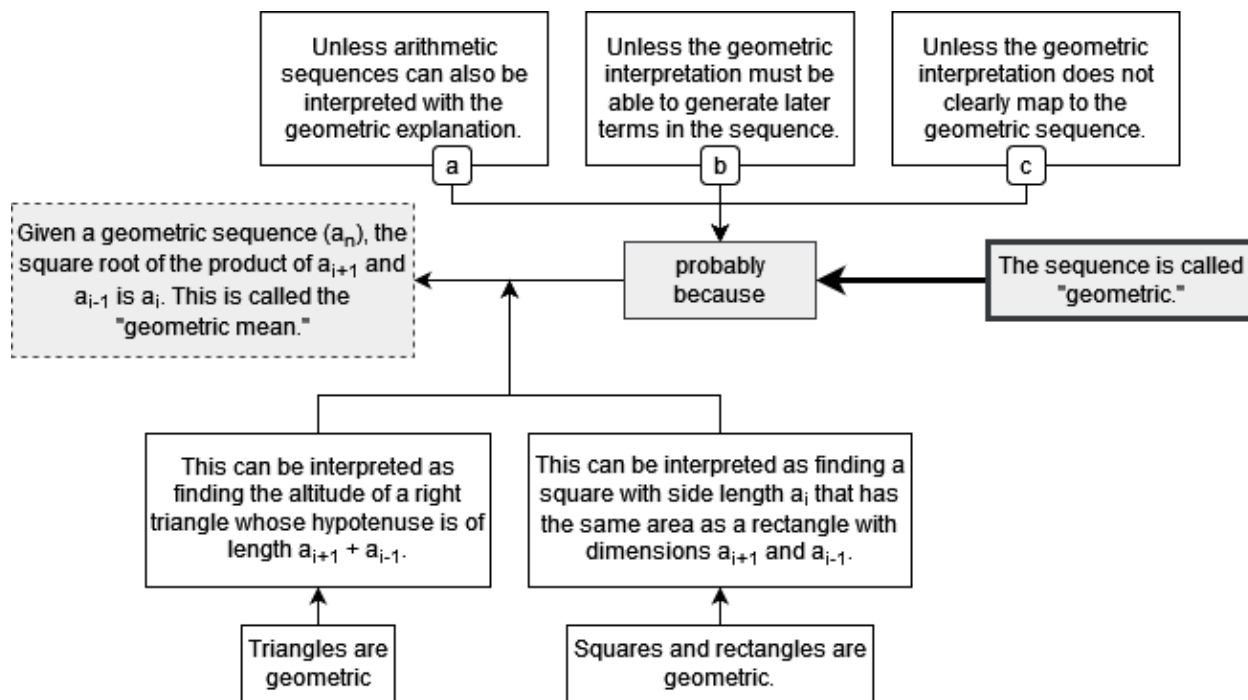 Unless arithmetic
sequences can also be
interpreted with the
geometric explanation.
a
Unless the geometric
interpretation must be
able to generate later
terms in the sequence.
b
Unless the geometric
interpretation does not
clearly map to the
geometric sequence.
c
Given a geometric sequence (aₙ), the
square root of the product of aᵢ₊₁ and
aᵢ₋₁ is aᵢ. This is called the
"geometric mean."
probably
because
The sequence is called
"geometric."
This can be interpreted as
finding the altitude of a right
triangle whose hypotenuse is of
length aᵢ₊₁ + aᵢ₋₁.
This can be interpreted as finding a
square with side length aᵢ that has
the same area as a rectangle with
dimensions aᵢ₊₁ and aᵢ₋₁.
Triangles are
geometric
Squares and rectangles are
geometric.